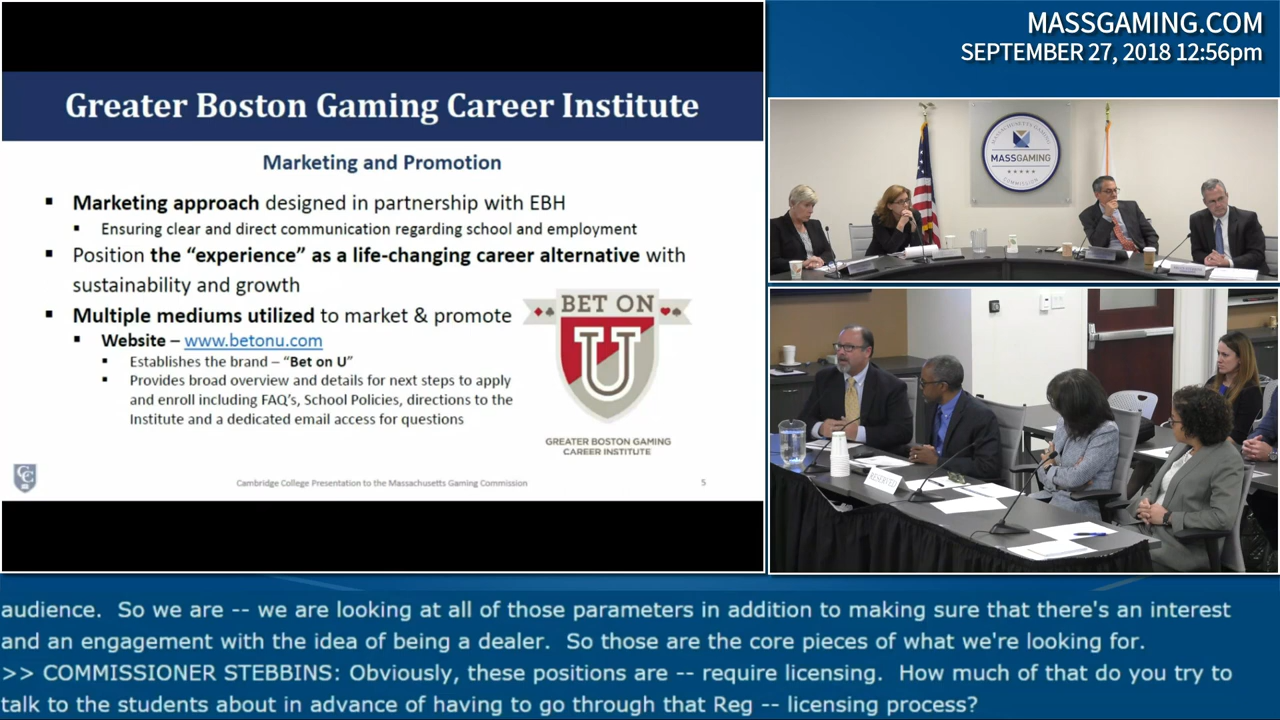 Greater Boston Gaming Career Institute
Marketing and Promotion
▪ Marketing approach designed in partnership with EBH
▪ Ensuring clear and direct communication regarding school and employment
▪ Position the “experience” as a life-changing career alternative with
sustainability and growth
▪ Multiple mediums utilized to market & promote
▪ Website – www.betonu.com
▪ Establishes the brand – “Bet on U”
▪ Provides broad overview and details for next steps to apply
and enroll including FAQ's, School Policies, directions to the
Institute and a dedicated email access for questions
BET ON
U
GREATER BOSTON GAMING
CAREER INSTITUTE
Cambridge College Presentation to the Massachusetts Gaming Commission
5
MASSGAMING.COM
SEPTEMBER 27, 2018 12:56pm
MASSACHUSETTS GAMING
MASSGAMING
COMMISSION
RESERVED
audience.  So we are -- we are looking at all of those parameters in addition to making sure that there's an interest
and an engagement with the idea of being a dealer.  So those are the core pieces of what we're looking for.
>> COMMISSIONER STEBBINS: Obviously, these positions are -- require licensing.  How much of that do you try to
talk to the students about in advance of having to go through that Reg -- licensing process?